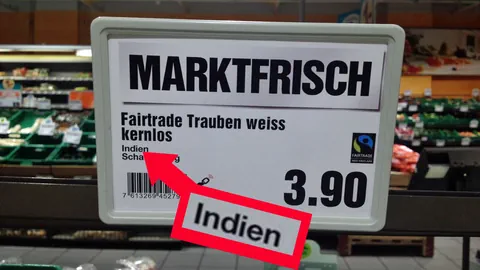 MARKTFRISCH
Fairtrade Trauben weiss
kernlos
Indien
FAIRTRADE
3.90
Indien